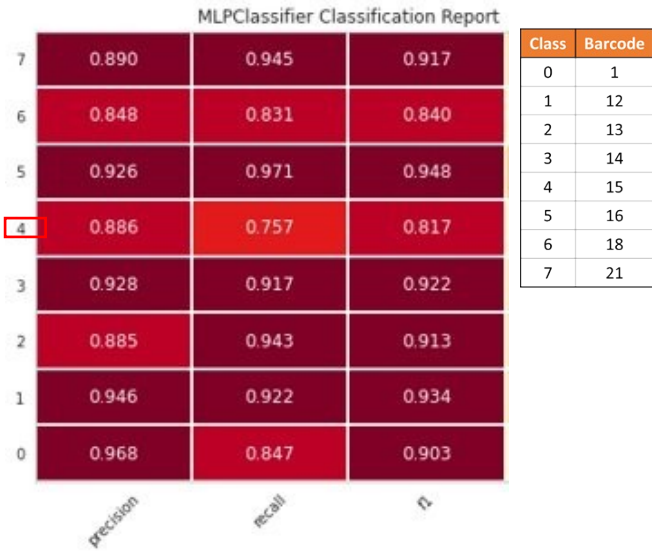 MLPClassifier Classification Report
7 0.890 0.945 0.917
6 0.848 0.831 0.840
5 0.926 0.971 0.948
4 0.886 0.757 0.817
3 0.928 0.917 0.922
2 0.885 0.943 0.913
1 0.946 0.922 0.934
0 0.968 0.847 0.903
precision recall f1
Class Barcode
0 1
1 12
2 13
3 14
4 15
5 16
6 18
7 21